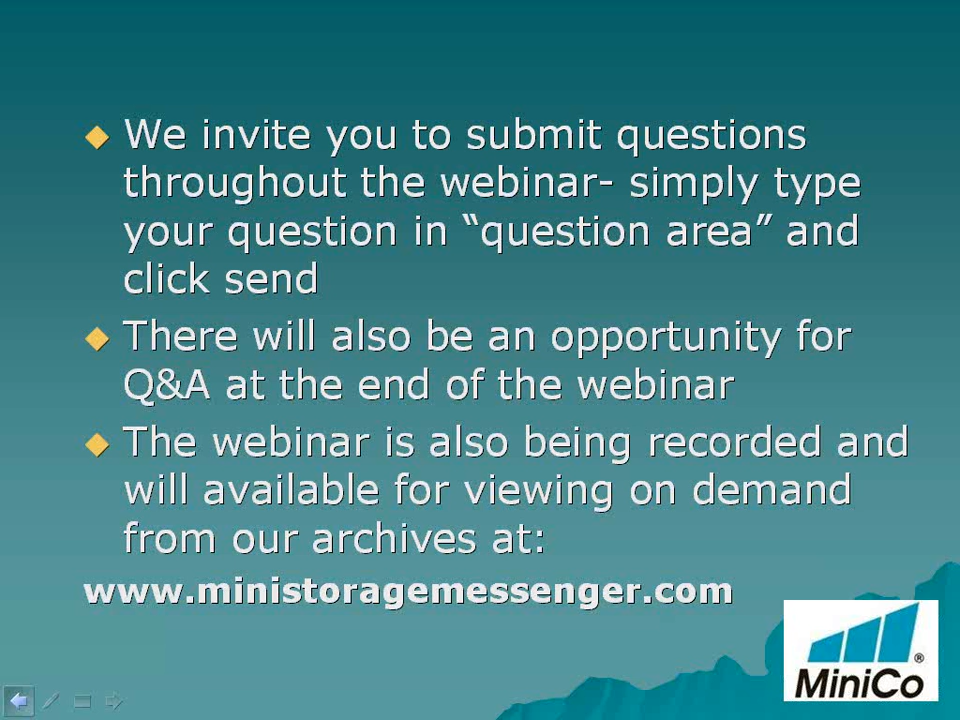 We invite you to submit questions
throughout the webinar- simply type
your question in “question area” and
click send
There will also be an opportunity for
Q&A at the end of the webinar
The webinar is also being recorded and
will available for viewing on demand
from our archives at:
www.ministoragemessenger.com
MiniCo